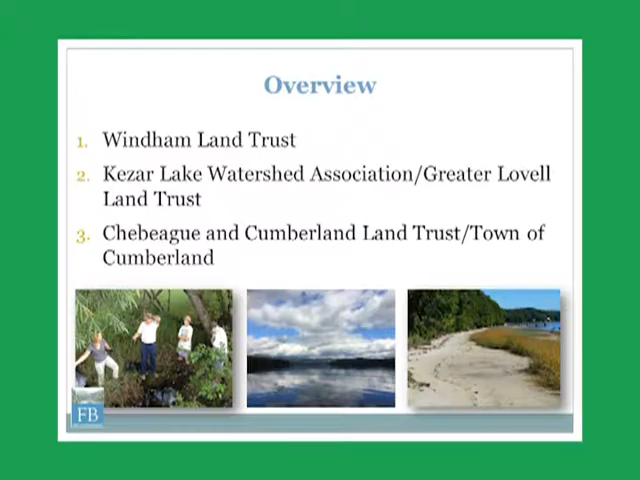 Overview
1. Windham Land Trust
2. Kezar Lake Watershed Association/Greater Lovell
Land Trust
3. Chebeague and Cumberland Land Trust/Town of
Cumberland
FB